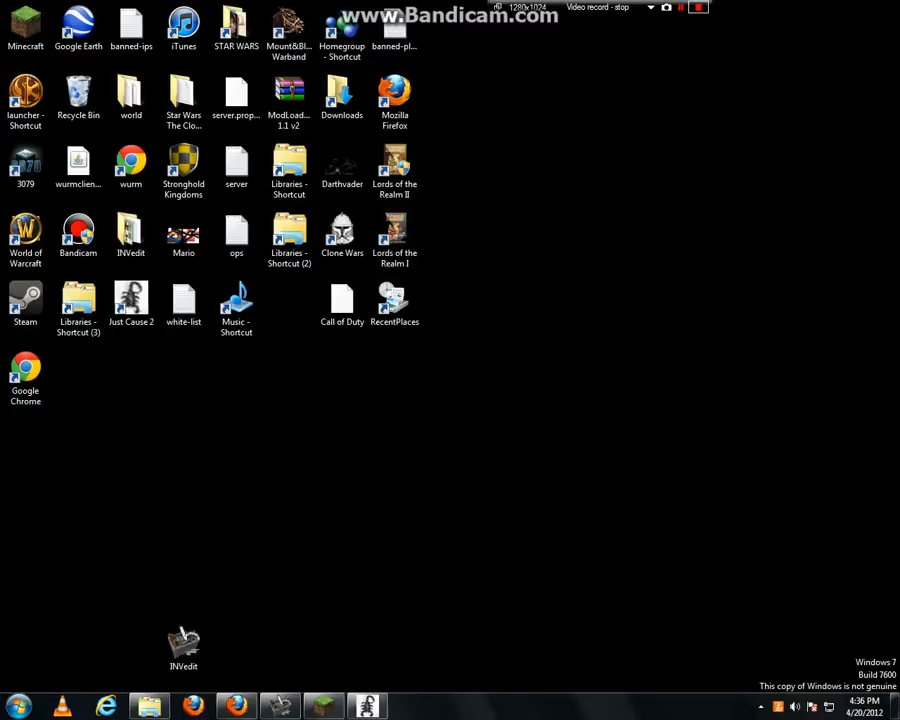 www.Bandicam.com
1280x1024
Video record - stop
Minecraft
Google Earth
banned-ips
iTunes
STAR WARS
Mount&Bl...
Warband
Homegroup
- Shortcut
banned-pl...
launcher -
Shortcut
Recycle Bin
world
Star Wars
The Clo...
server.prop...
ModLoad...
1.1 v2
Downloads
Mozilla
Firefox
3079
wurmclien...
wurm
Stronghold
Kingdoms
server
Libraries -
Shortcut
Darthvader
Lords of the
Realm II
World of
Warcraft
Bandicam
INVedit
Mario
ops
Libraries -
Shortcut (2)
Clone Wars
Lords of the
Realm I
Steam
Libraries -
Shortcut (3)
Just Cause 2
white-list
Music -
Shortcut
Call of Duty
RecentPlaces
Google
Chrome
INVedit
Windows 7
Build 7600
This copy of Windows is not genuine
4:36 PM
4/20/2012